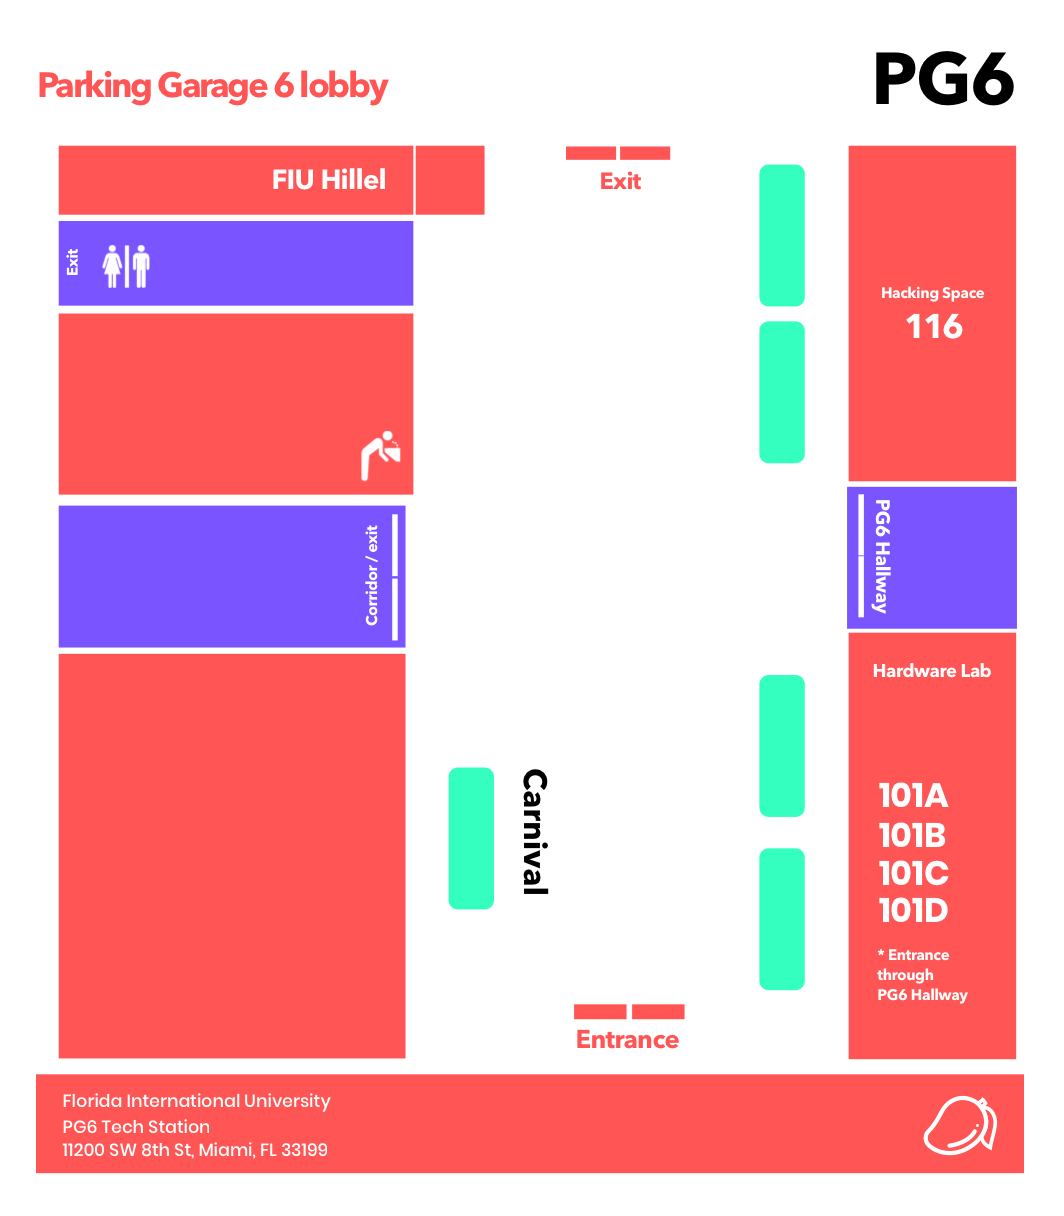 Parking Garage 6 lobby
PG6
FIU Hillel
Exit
Exit
Hacking Space
116
Corridor / exit
PG6 Hallway
Hardware Lab
Carnival
101A
101B
101C
101D
* Entrance
through
PG6 Hallway
Entrance
Florida International University
PG6 Tech Station
11200 SW 8th St, Miami, FL 33199